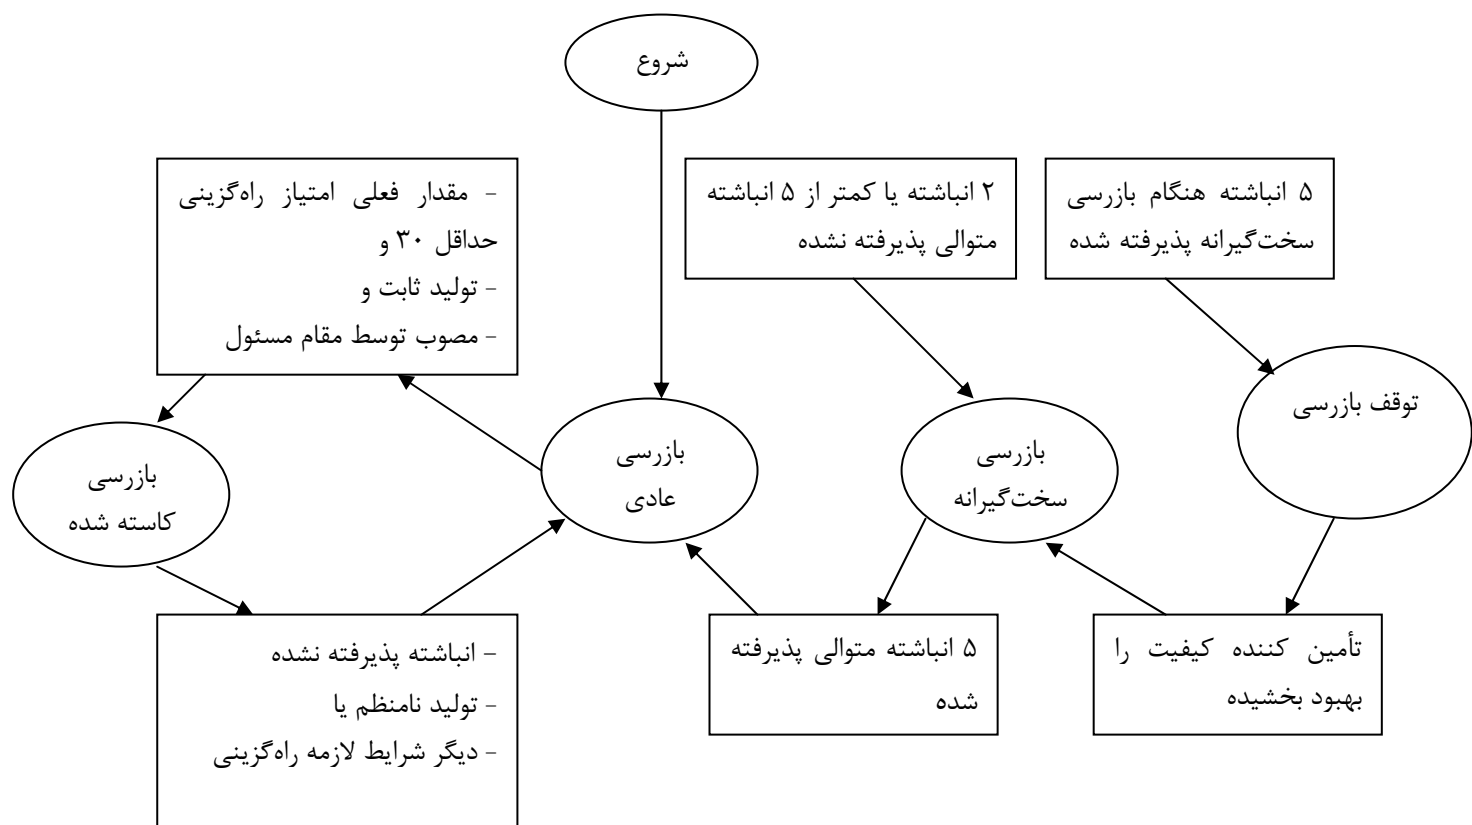 شروع
۵ انباشته هنگام بازرسی
سخت‌گیرانه پذیرفته شده
۲ انباشته یا کمتر از ۵ انباشته
متوالی پذیرفته نشده
- مقدار فعلی امتیاز راه‌گزینی
حداقل ۳۰ و
- تولید ثابت و
- مصوب توسط مقام مسئول
توقف بازرسی
بازرسی
سخت‌گیرانه
بازرسی
عادی
بازرسی
کاسته شده
تأمین کننده کیفیت را
بهبود بخشیده
۵ انباشته متوالی پذیرفته
شده
- انباشته پذیرفته نشده
- تولید نامنظم یا
- دیگر شرایط لازمه راه‌گزینی